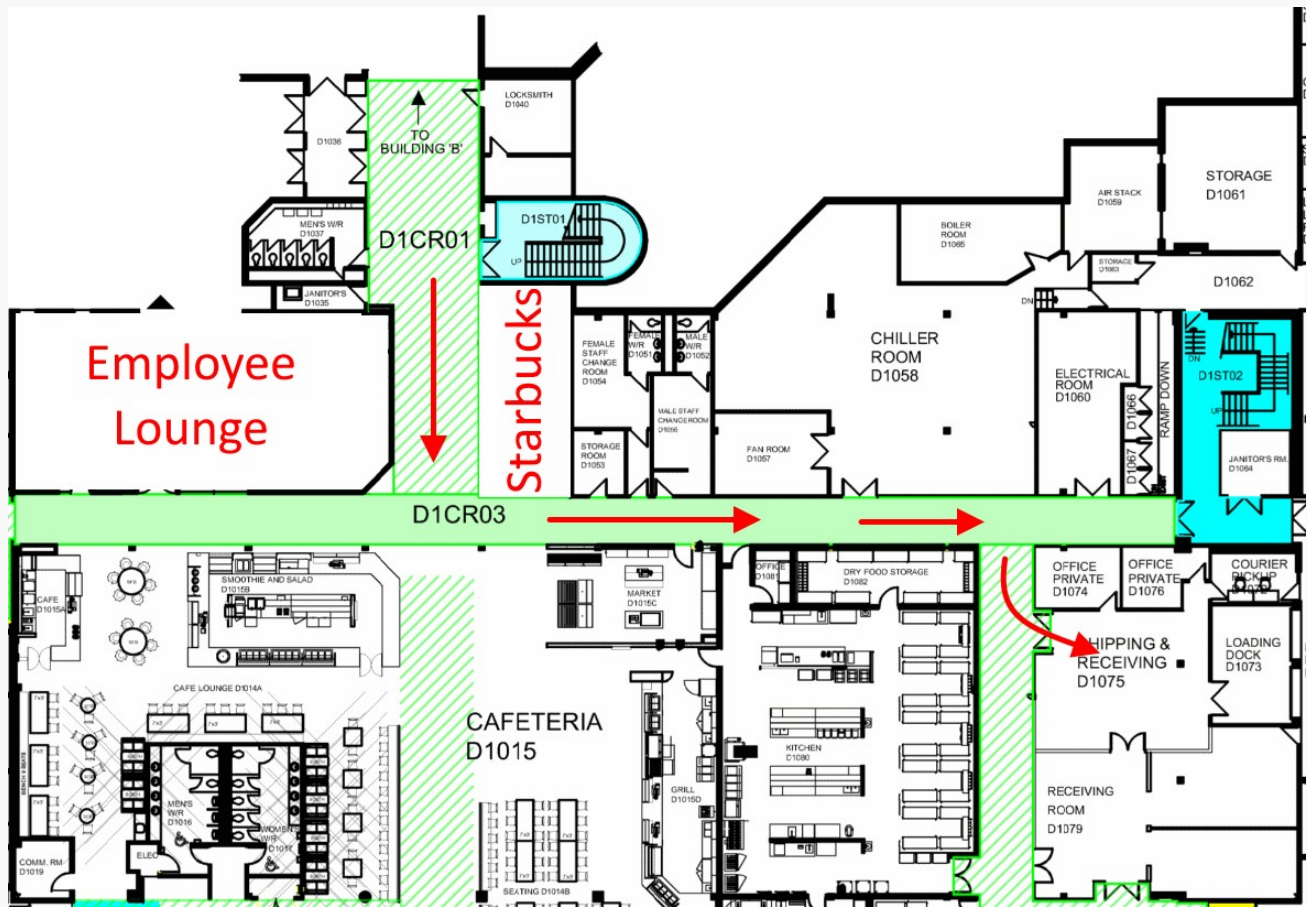 LOCKSMITH
D1040
TO
BUILDING 'B'
D1036
STORAGE
D1061
AIR STACK
D1059
MEN'S W/R
D1037
D1CR01
D1ST01
UP
BOILER
ROOM
D1065
STORAGE
D1063
D1062
DN
JANITOR'S
D1035
Employee
Lounge
Starbucks
FEMALE
STAFF
CHANGE
ROOM
D1054
FEMALE
W/R
D1051
MALE
W/R
D1052
CHILLER
ROOM
D1058
ELECTRICAL
ROOM
D1060
D1066
D1067
RAMP DOWN
DN
D1ST02
UP
MALE STAFF
CHANGE ROOM
D1056
STORAGE
ROOM
D1053
FAN ROOM
D1057
JANITOR'S RM.
D1064
D1CR03
CAFE
D1015A
SMOOTHIE AND SALAD
D1015B
MARKET
D1015C
OFFICE
D1081
DRY FOOD STORAGE
D1082
OFFICE
PRIVATE
D1074
OFFICE
PRIVATE
D1076
COURIER
PICKUP
HIPPING &
RECEIVING
D1075
LOADING
DOCK
D1073
CAFE LOUNGE D1014A
CAFETERIA
D1015
KITCHEN
D1080
GRILL
D1015D
MEN'S
W/R
D1016
WOMEN'S
W/R
D1017
RECEIVING
ROOM
D1079
COMM. RM
D1019
ELEC
SEATING D1014B